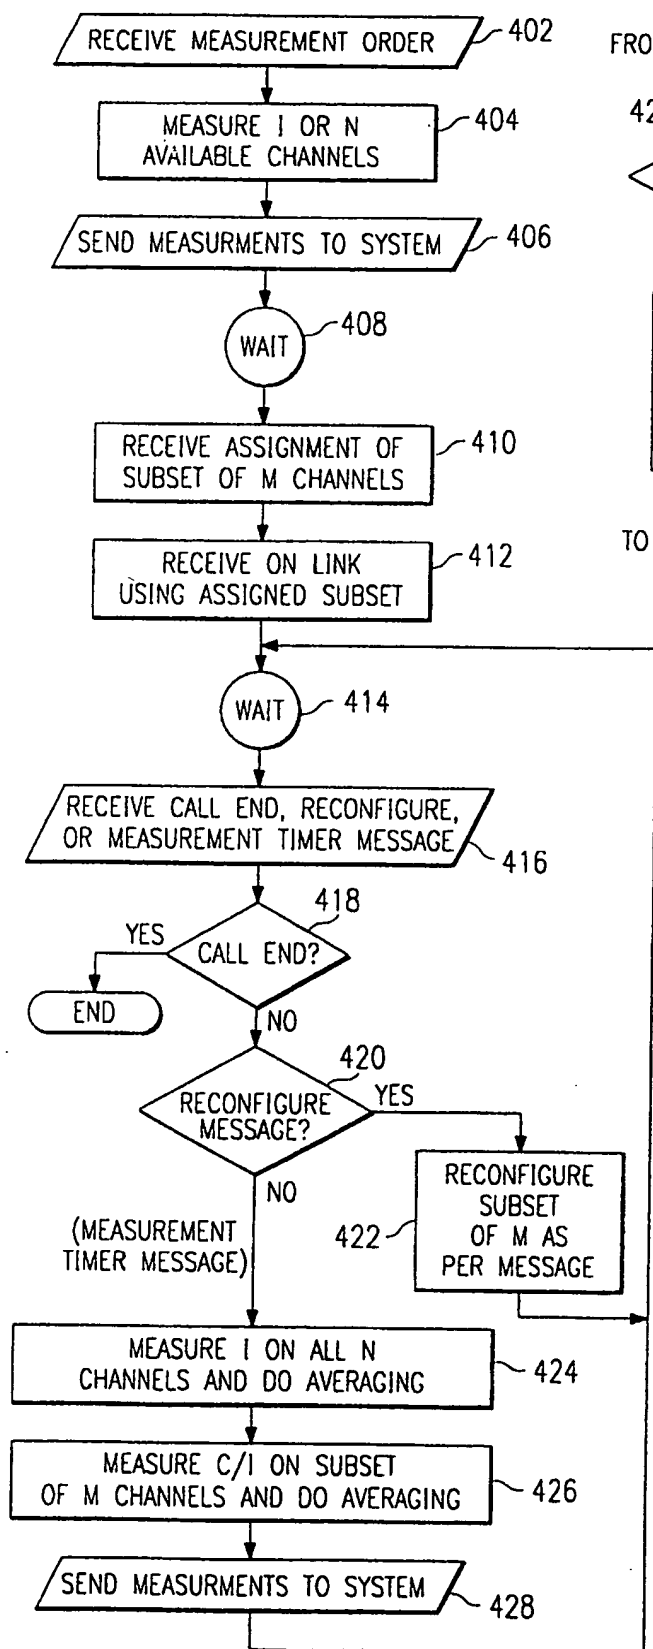 RECEIVE MEASUREMENT ORDER
402
MEASURE I OR N
AVAILABLE CHANNELS
404
SEND MEASURMENTS TO SYSTEM
406
WAIT
408
RECEIVE ASSIGNMENT OF
SUBSET OF M CHANNELS
410
RECEIVE ON LINK
USING ASSIGNED SUBSET
412
WAIT
414
RECEIVE CALL END, RECONFIGURE,
OR MEASUREMENT TIMER MESSAGE
416
418
YES
CALL END?
END
NO
420
RECONFIGURE
MESSAGE?
YES
NO
(MEASUREMENT
TIMER MESSAGE)
RECONFIGURE
SUBSET
OF M AS
PER MESSAGE
422
MEASURE I ON ALL N
CHANNELS AND DO AVERAGING
424
MEASURE C/I ON SUBSET
OF M CHANNELS AND DO AVERAGING
426
SEND MEASURMENTS TO SYSTEM
428
TO